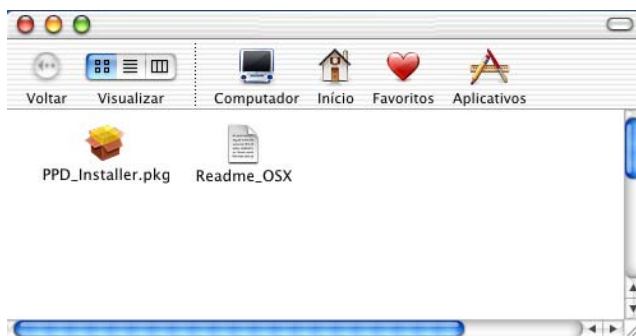 Voltar Visualizar Computador Início Favoritos Aplicativos
PPD_Installer.pkg Readme_OSX